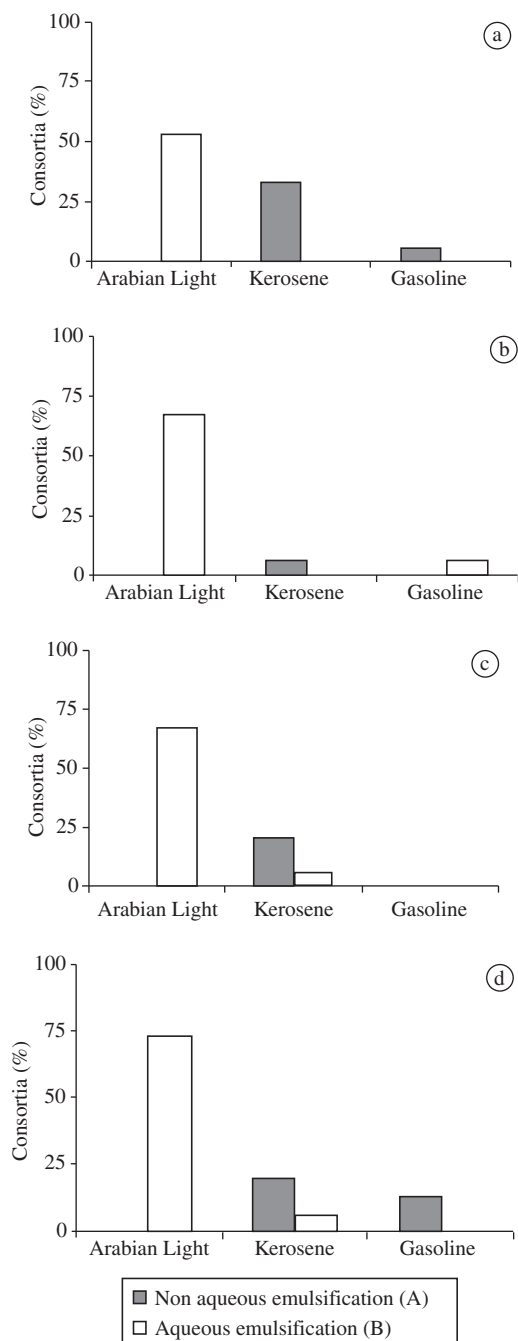 a
100
75
50
25
0
Consortia (%)
Arabian Light Kerosene Gasoline
b
100
75
50
25
0
Consortia (%)
Arabian Light Kerosene Gasoline
c
100
75
50
25
0
Consortia (%)
Arabian Light Kerosene Gasoline
d
100
75
50
25
0
Consortia (%)
Arabian Light Kerosene Gasoline
Non aqueous emulsification (A)
Aqueous emulsification (B)